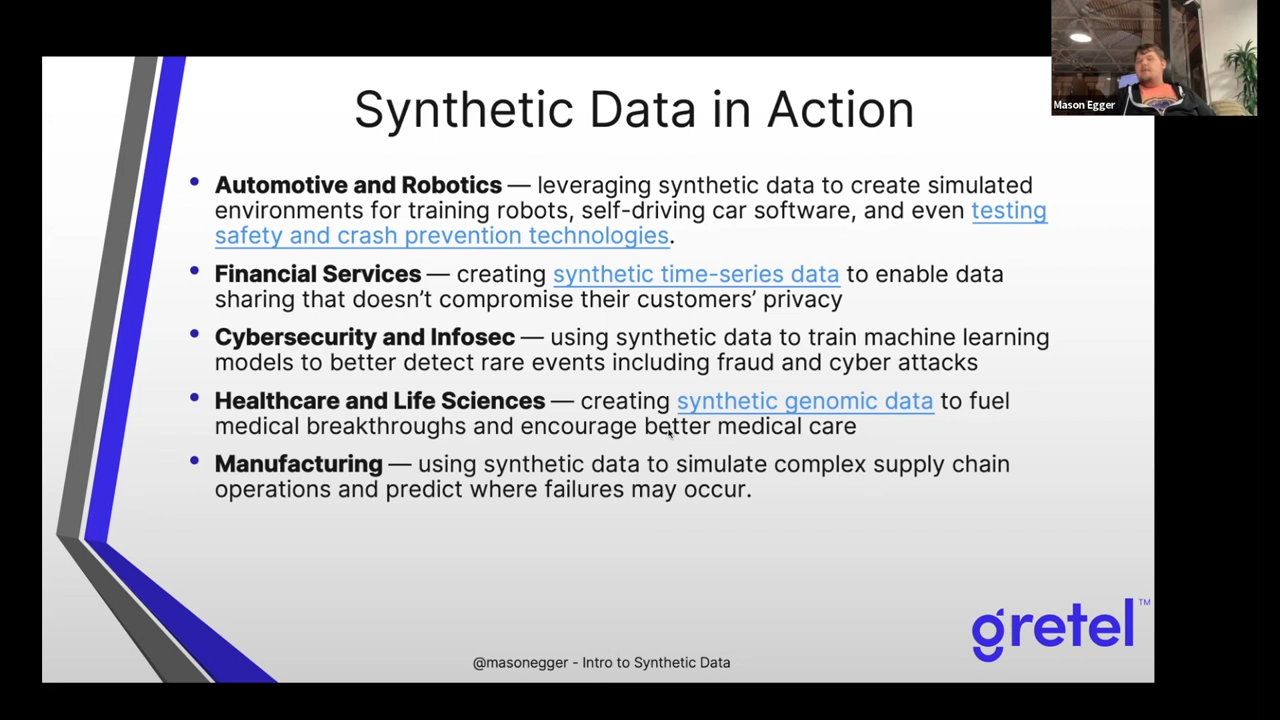 Mason Egger
Synthetic Data in Action
• Automotive and Robotics — leveraging synthetic data to create simulated
environments for training robots, self-driving car software, and even testing
safety and crash prevention technologies.
• Financial Services — creating synthetic time-series data to enable data
sharing that doesn’t compromise their customers’ privacy
• Cybersecurity and Infosec — using synthetic data to train machine learning
models to better detect rare events including fraud and cyber attacks
• Healthcare and Life Sciences — creating synthetic genomic data to fuel
medical breakthroughs and encourage better medical care
• Manufacturing — using synthetic data to simulate complex supply chain
operations and predict where failures may occur.
gretel™
@masonegger - Intro to Synthetic Data